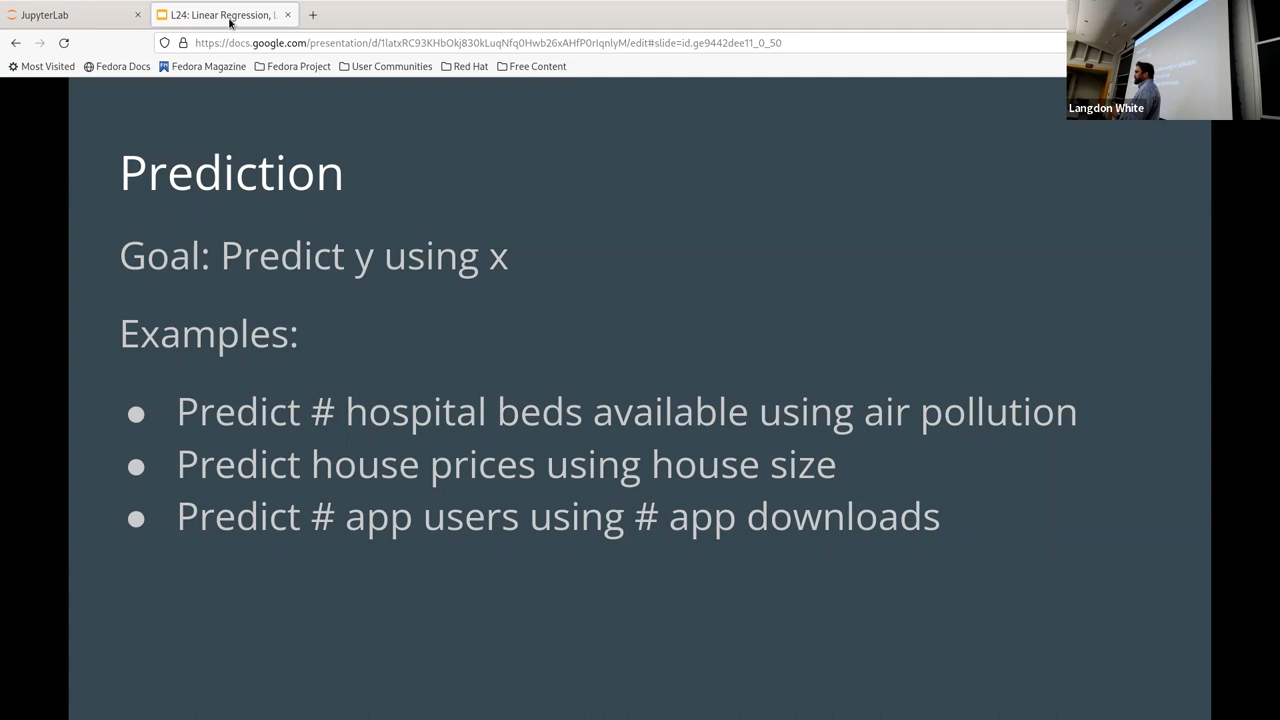 JupyterLab
L24: Linear Regression, L
https://docs.google.com/presentation/d/1latxRC93KHbOkj830kLuqNfq0Hwb26xAHfP0rIqnlyM/edit#slide=id.ge9442dee11_0_50
Most Visited Fedora Docs Fedora Magazine Fedora Project User Communities Red Hat Free Content
Langdon White
Prediction
Goal: Predict y using x
Examples:
● Predict # hospital beds available using air pollution
● Predict house prices using house size
● Predict # app users using # app downloads